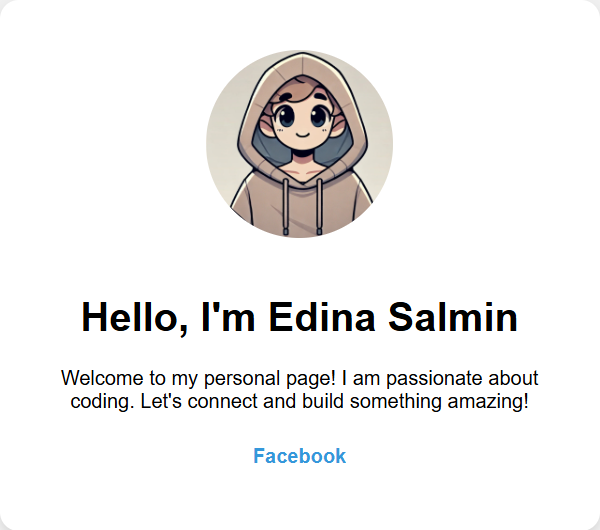 Hello, I'm Edina Salmin
Welcome to my personal page! I am passionate about
coding. Let's connect and build something amazing!
Facebook